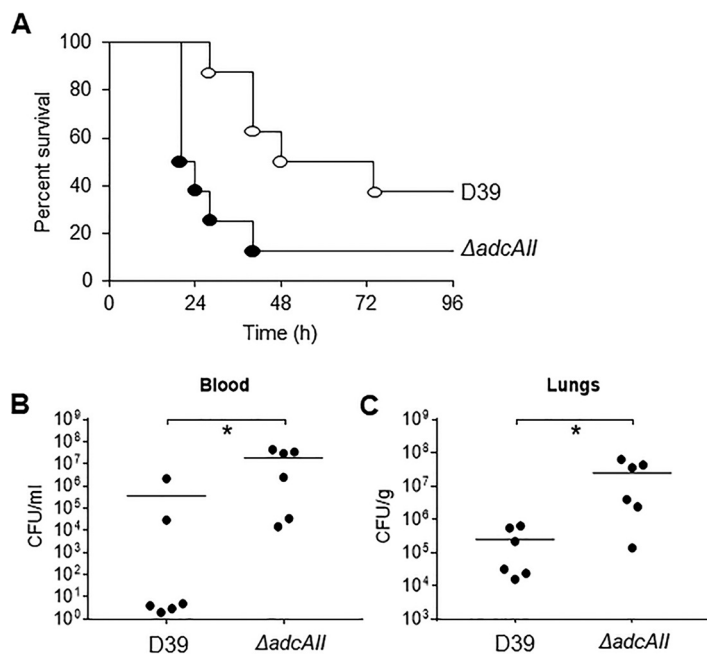 A
Percent survival
100
80
60
40
20
0
D39
ΔadcAII
0 24 48 72 96
Time (h)
B
Blood
CFU/ml
10⁹
10⁸
10⁷
10⁶
10⁵
10⁴
10³
10²
10¹
10⁰
*
D39 ΔadcAII
C
Lungs
CFU/g
10⁹
10⁸
10⁷
10⁶
10⁵
10⁴
10³
*
D39 ΔadcAII